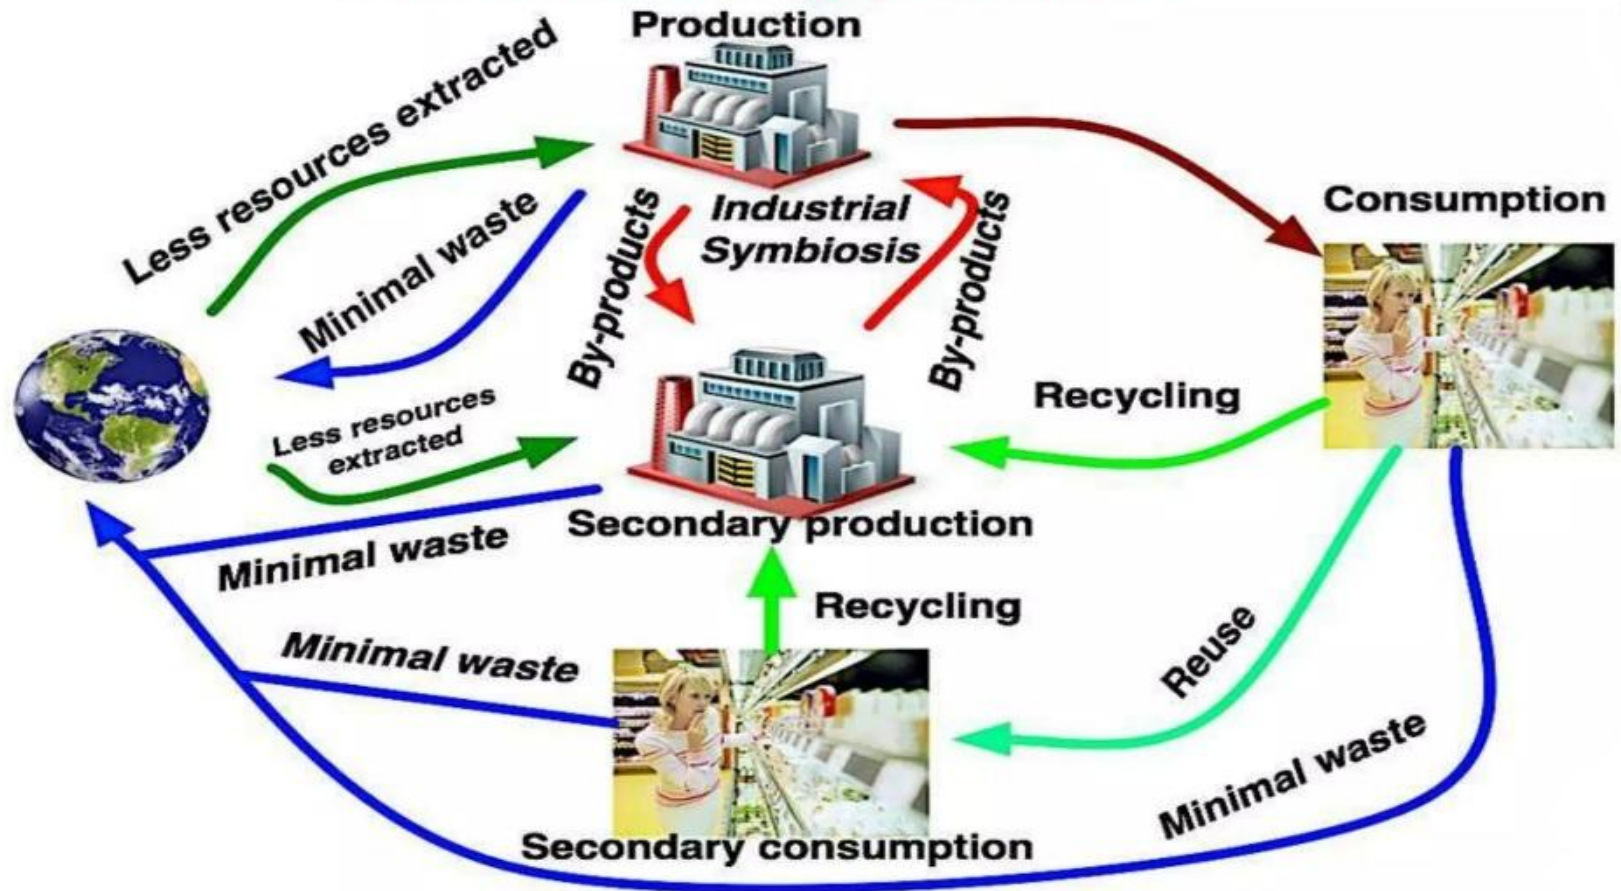 Production
Less resources extracted
Consumption
Minimal waste
Industrial
Symbiosis
By-products
By-products
Less resources
extracted
Recycling
Secondary production
Minimal waste
Recycling
Minimal waste
Reuse
Minimal waste
Secondary consumption